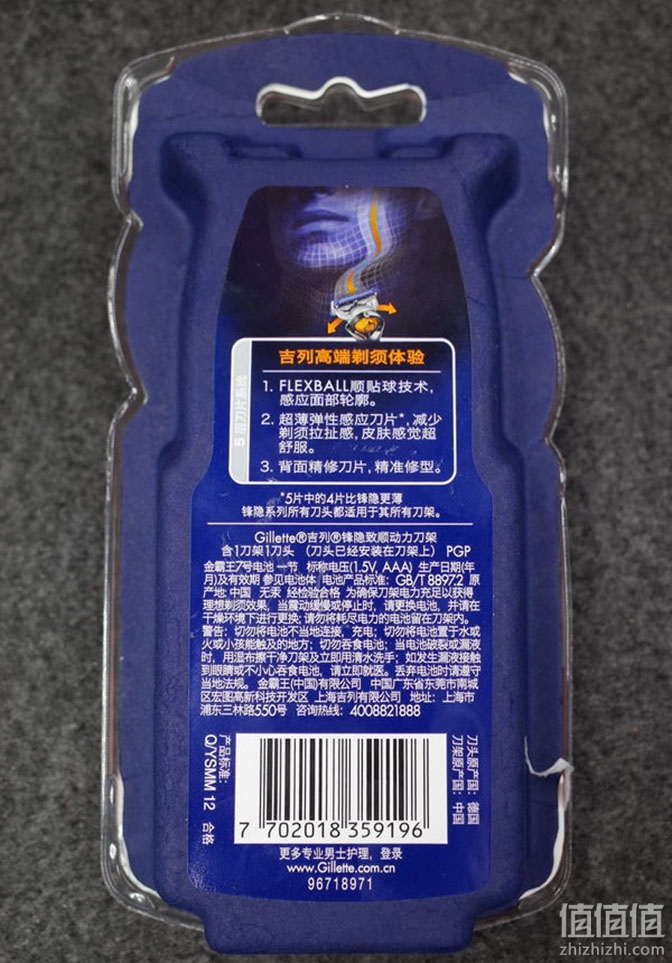 吉列高端剃须体验
5层刀片系统
1. FLEXBALL顺贴球技术,
感应面部轮廓。
2. 超薄弹性感应刀片*, 减少
剃须拉扯感, 皮肤感觉超
舒服。
3. 背面精修刀片, 精准修型。
*5片中的4片比锋隐更薄
锋隐系列所有刀头都适用于其所有刀架。
Gillette®吉列®锋隐致顺动力刀架
含1刀架1刀头 (刀头已经安装在刀架上) PGP
金霸王7号电池 一节 标称电压(1.5V, AAA) 生产日期(年
月)及有效期 参见电池体 电池产品标准: GB/T 8897.2 原
产地: 中国 无汞 经检验合格 为确保刀架电力充足以获得
理想剃须效果, 当震动缓慢或停止时, 请更换电池, 并请在
干燥环境下进行更换; 请勿将耗尽电力的电池留在刀架内。
警告: 切勿将电池不当地连接, 充电; 切勿将电池置于水或
火或小孩能触及的地方; 切勿吞食电池; 当电池破裂或漏液
时, 用湿布擦干净刀架及立即用清水洗手; 如发生漏液接触
到眼睛或不小心吞食电池, 请立即就医。丢弃电池时请遵守
当地法规。 金霸王(中国)有限公司 中国广东省东莞市南城
区宏图高新科技开发区 上海吉列有限公司 地址: 上海市
浦东三林路550号 咨询热线: 4008821888
产品标准:
Q/YSMM 12 合格
刀头原产国: 德国
刀架原产国: 中国
7 702018 359196
更多专业男士护理, 登录
www.Gillette.com.cn
96718971
值值值
zhizhizhi.com